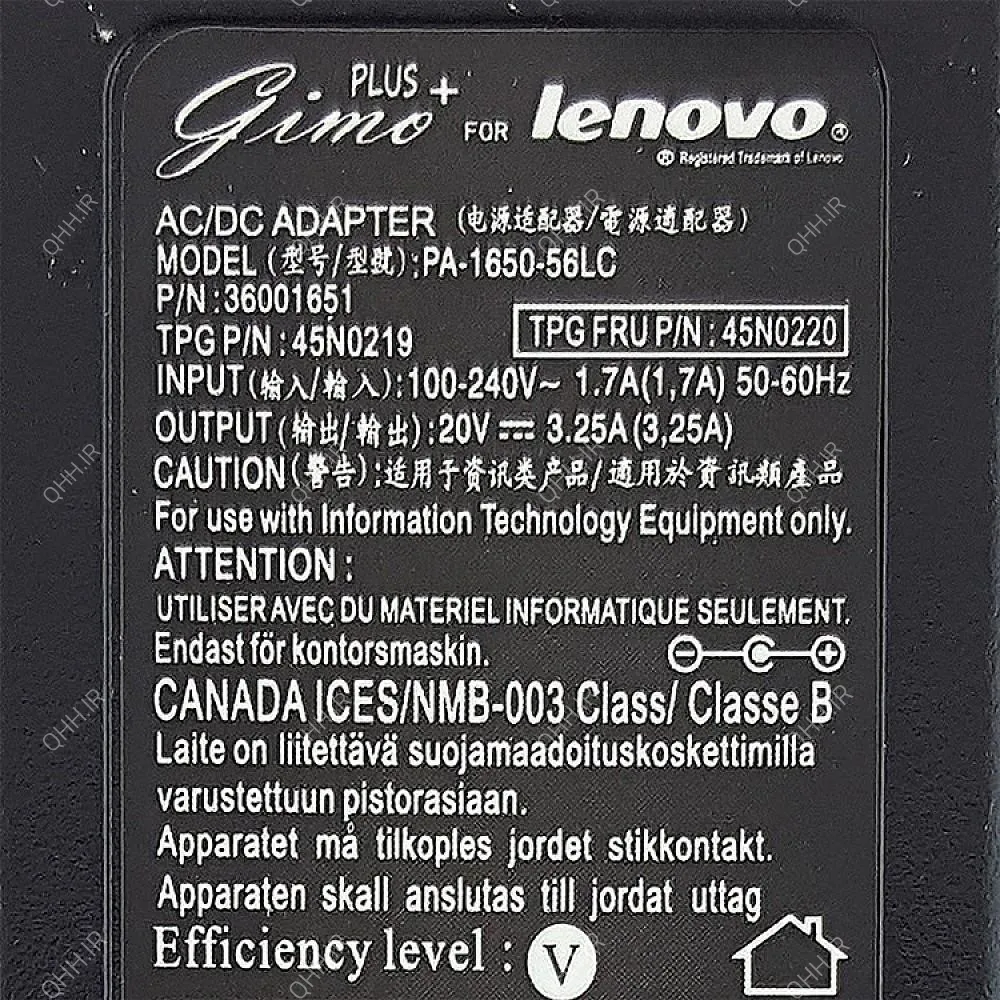 Gimo PLUS + FOR lenovo ®
® Registered Trademark of Lenovo
AC/DC ADAPTER (电源适配器/電源適配器)
MODEL (型号/型號):PA-1650-56LC
P/N :36001651
TPG P/N : 45N0219
TPG FRU P/N : 45N0220
INPUT (输入/輸入):100-240V~ 1.7A(1,7A) 50-60Hz
OUTPUT (输出/輸出):20V ⎓ 3.25A (3,25A)
CAUTION (警告):适用于资讯类产品/適用於資訊類產品
For use with Information Technology Equipment only.
ATTENTION :
UTILISER AVEC DU MATERIEL INFORMATIQUE SEULEMENT.
Endast för kontorsmaskin.
CANADA ICES/NMB-003 Class/ Classe B
Laite on liitettävä suojamaadoituskoskettimilla
varustettuun pistorasiaan.
Apparatet må tilkoples jordet stikkontakt.
Apparaten skall anslutas till jordat uttag
Efficiency level : V
QHH.IR